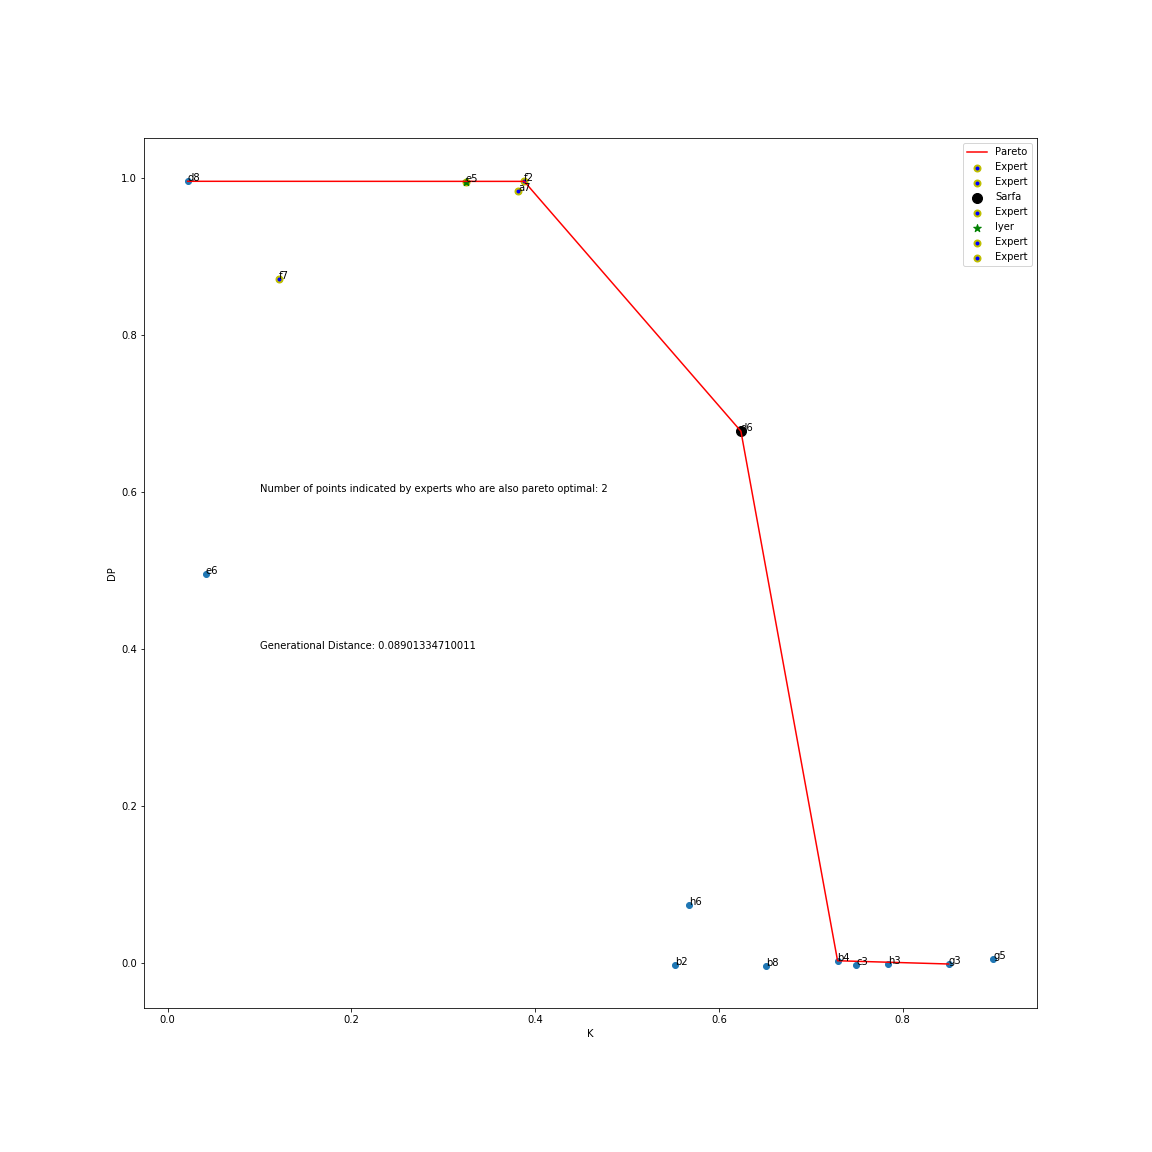 Pareto
Expert
Expert
Sarfa
Expert
Iyer
Expert
Expert
1.0
0.8
0.6
0.4
0.2
0.0
DP
d8
e5
f2
a7
f7
d6
Number of points indicated by experts who are also pareto optimal: 2
e6
Generational Distance: 0.08901334710011
h6
b2
b8
b4
c3
h3
g3
g5
0.0
0.2
0.4
0.6
0.8
K